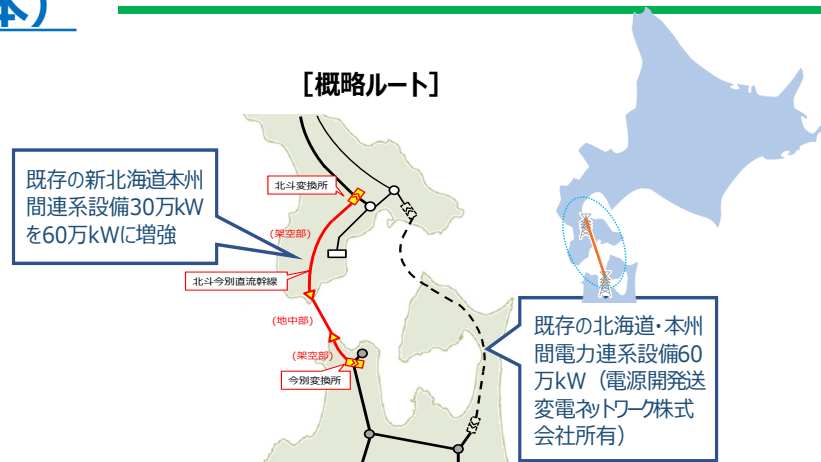 本）
［概略ルート］
既存の新北海道本州
間連系設備30万kW
を60万kWに増強
北斗変換所
（架空部）
北斗今別直流幹線
（地中部）
（架空部）
今別変換所
既存の北海道・本州
間電力連系設備60
万kW（電源開発送
変電ネットワーク株式
会社所有）